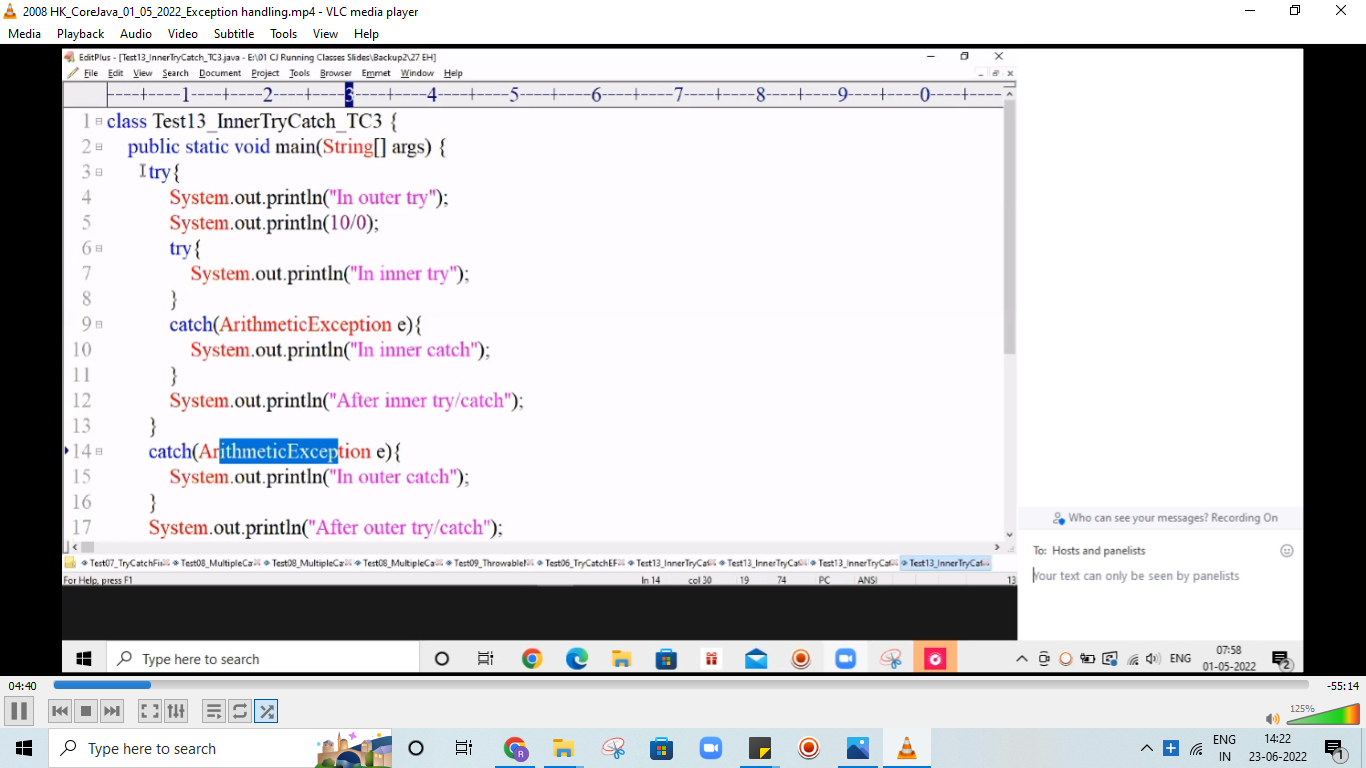 2008 HK_CoreJava_01_05_2022_Exception handling.mp4 - VLC media player
Media Playback Audio Video Subtitle Tools View Help
EditPlus - [Test13_InnerTryCatch_TC3.java - E:\01 CJ Running Classes Slides\Backup2\27 EH]
File Edit View Search Document Project Tools Browser Emmet Window Help
----+----1----+----2----+----3----+----4----+----5----+----6----+----7----+----8----+----9----+----0----+----
1 class Test13_InnerTryCatch_TC3 {
2 public static void main(String[] args) {
3 try{
4 System.out.println("In outer try");
5 System.out.println(10/0);
6 try{
7 System.out.println("In inner try");
8 }
9 catch(ArithmeticException e){
10 System.out.println("In inner catch");
11 }
12 System.out.println("After inner try/catch");
13 }
14 catch(ArithmeticException e){
15 System.out.println("In outer catch");
16 }
17 System.out.println("After outer try/catch");
Who can see your messages? Recording On
To: Hosts and panelists
Your text can only be seen by panelists
Test07_TryCatchFi Test08_MultipleCa Test08_MultipleCa Test08_MultipleCa Test09_ThrowableM Test06_TryCatchEF Test13_InnerTryCat Test13_InnerTryCat Test13_InnerTryCat Test13_InnerTryCat
For Help, press F1 ln 14 col 30 19 74 PC ANSI 13
Type here to search ENG 07:58
01-05-2022 2
04:40 -55:14
125%
Type here to search ENG 14:22
IN 23-06-2022 1